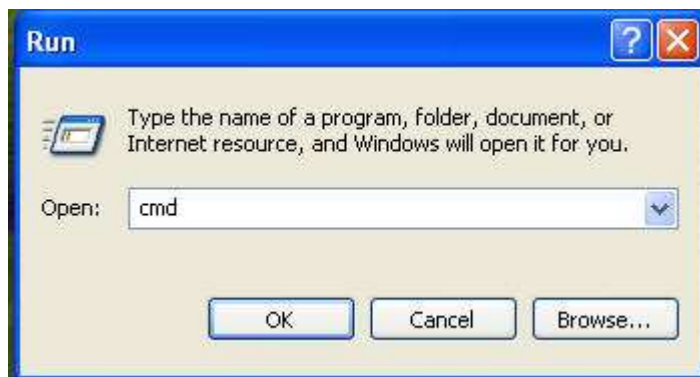 Run
Type the name of a program, folder, document, or
Internet resource, and Windows will open it for you.
Open: cmd
OK Cancel Browse...